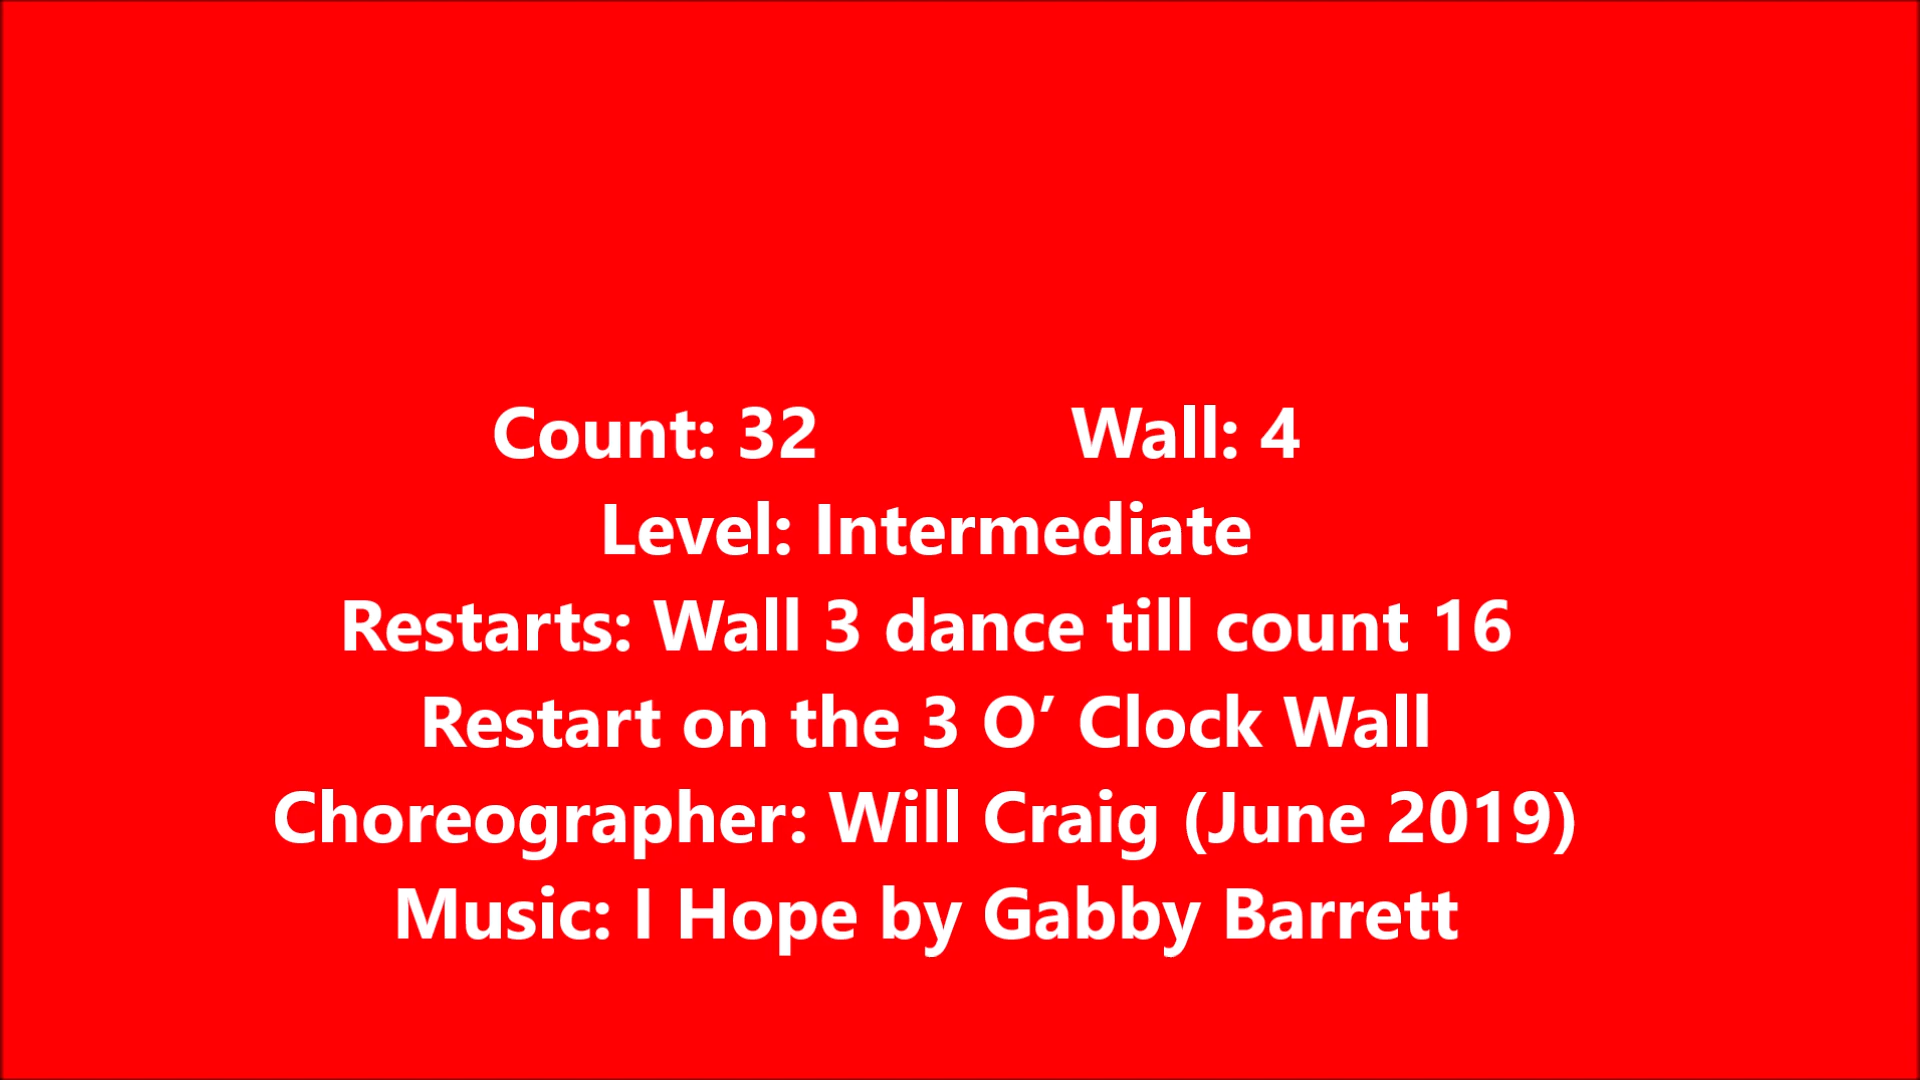 Count: 32 Wall: 4
Level: Intermediate
Restarts: Wall 3 dance till count 16
Restart on the 3 O’ Clock Wall
Choreographer: Will Craig (June 2019)
Music: I Hope by Gabby Barrett